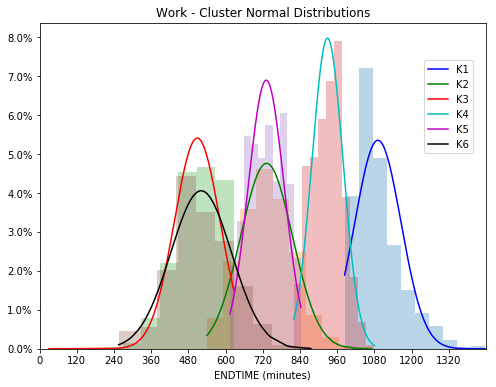 Work - Cluster Normal Distributions
8.0%
7.0%
6.0%
5.0%
4.0%
3.0%
2.0%
1.0%
0.0%
K1
K2
K3
K4
K5
K6
0 120 240 360 480 600 720 840 960 1080 1200 1320
ENDTIME (minutes)